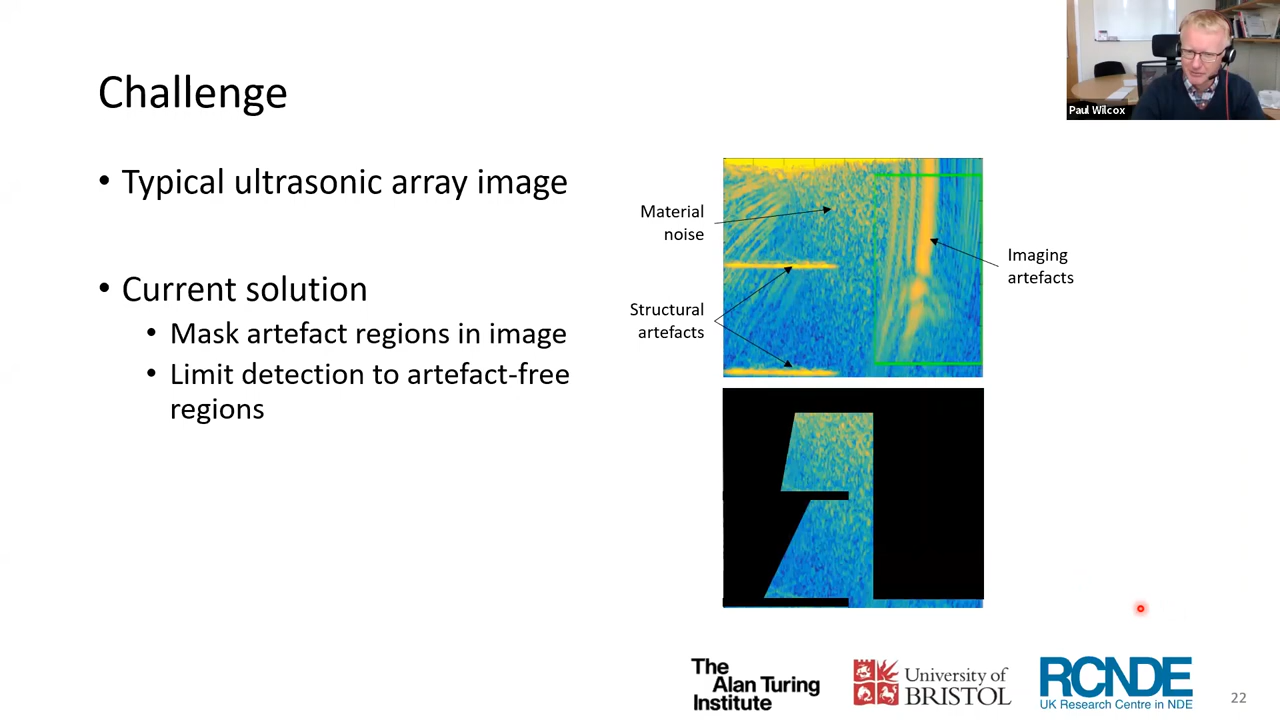 Paul Wilcox
Challenge
• Typical ultrasonic array image
• Current solution
• Mask artefact regions in image
• Limit detection to artefact-free
regions
Material
noise
Structural
artefacts
Imaging
artefacts
The
Alan Turing
Institute
University of
BRISTOL
RCNDE
UK Research Centre in NDE
22